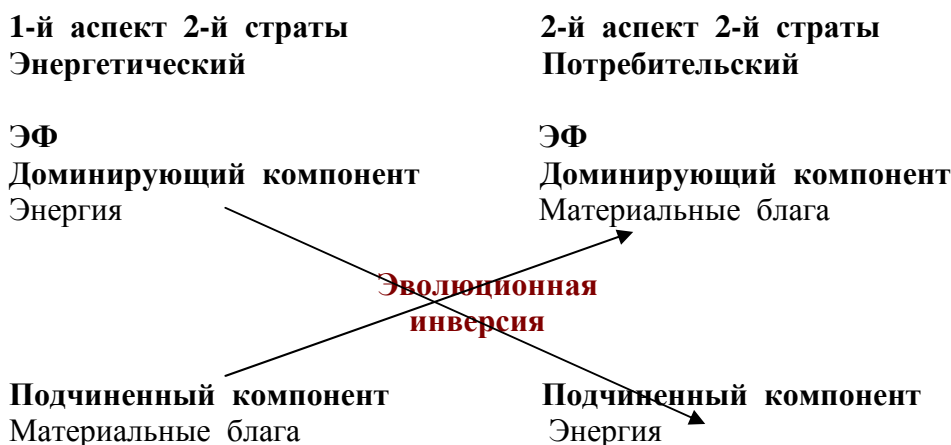 1-й аспект 2-й страты
Энергетический
ЭФ
Доминирующий компонент
Энергия
2-й аспект 2-й страты
Потребительский
ЭФ
Доминирующий компонент
Материальные блага
Эволюционная
инверсия
Подчиненный компонент
Материальные блага
Подчиненный компонент
Энергия